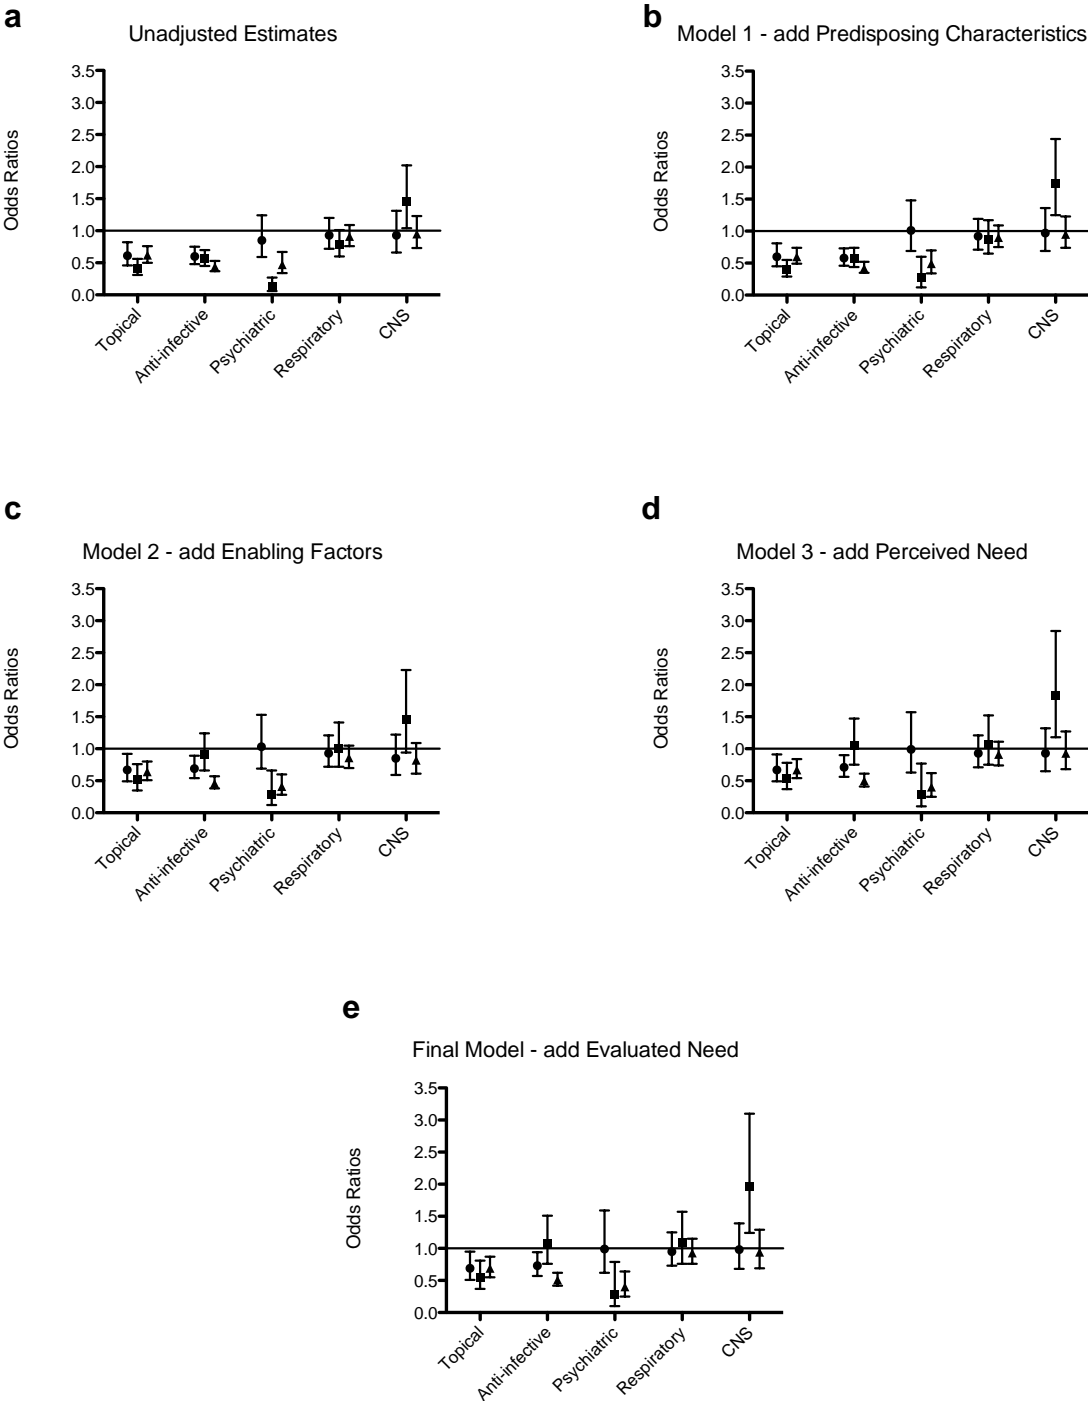 a
Unadjusted Estimates
Odds Ratios
3.5
3.0
2.5
2.0
1.5
1.0
0.5
0.0
Topical
Anti-infective
Psychiatric
Respiratory
CNS
b
Model 1 - add Predisposing Characteristics
Odds Ratios
3.5
3.0
2.5
2.0
1.5
1.0
0.5
0.0
Topical
Anti-infective
Psychiatric
Respiratory
CNS
c
Model 2 - add Enabling Factors
Odds Ratios
3.5
3.0
2.5
2.0
1.5
1.0
0.5
0.0
Topical
Anti-infective
Psychiatric
Respiratory
CNS
d
Model 3 - add Perceived Need
Odds Ratios
3.5
3.0
2.5
2.0
1.5
1.0
0.5
0.0
Topical
Anti-infective
Psychiatric
Respiratory
CNS
e
Final Model - add Evaluated Need
Odds Ratios
3.5
3.0
2.5
2.0
1.5
1.0
0.5
0.0
Topical
Anti-infective
Psychiatric
Respiratory
CNS